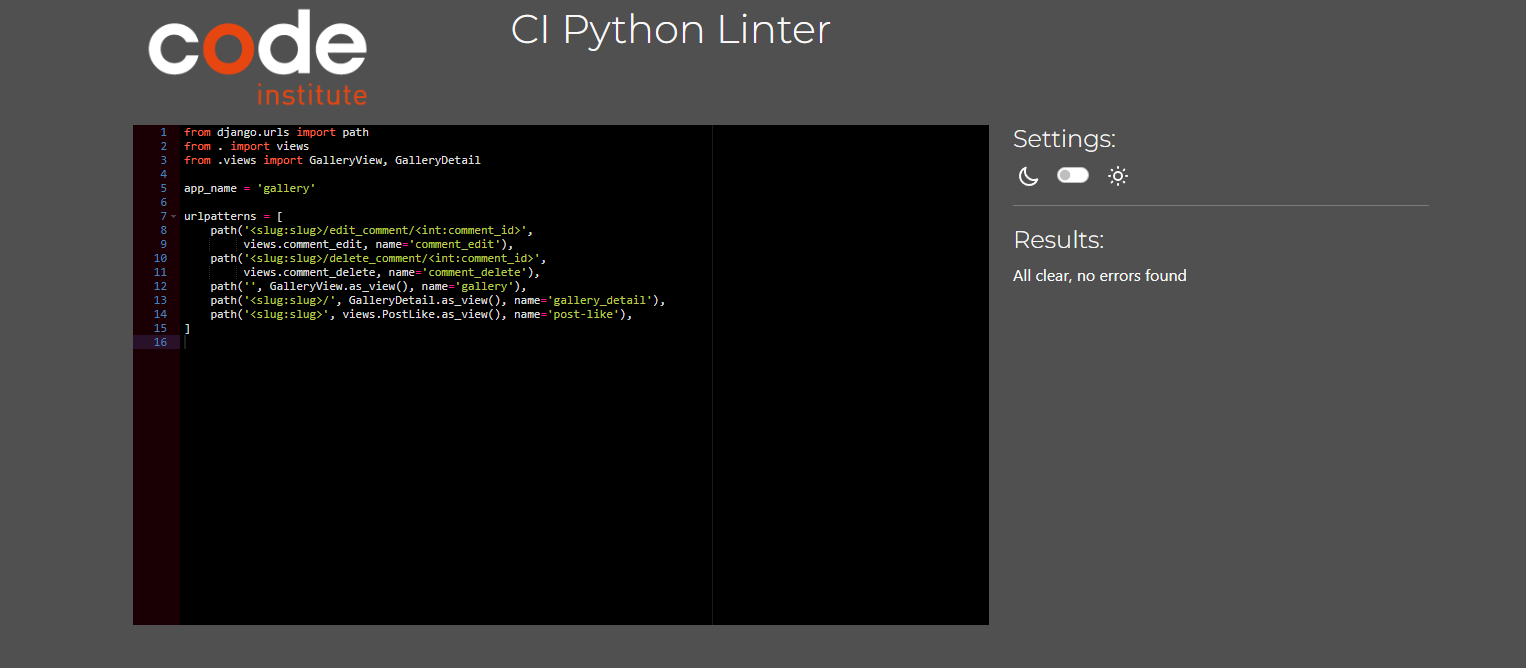 code
institute
CI Python Linter
1 from django.urls import path
2 from . import views
3 from .views import GalleryView, GalleryDetail
4
5 app_name = 'gallery'
6
7 urlpatterns = [
8     path('<slug:slug>/edit_comment/<int:comment_id>',
9          views.comment_edit, name='comment_edit'),
10     path('<slug:slug>/delete_comment/<int:comment_id>',
11          views.comment_delete, name='comment_delete'),
12     path('', GalleryView.as_view(), name='gallery'),
13     path('<slug:slug>/', GalleryDetail.as_view(), name='gallery_detail'),
14     path('<slug:slug>', views.PostLike.as_view(), name='post-like'),
15 ]
16
Settings:
Results:
All clear, no errors found